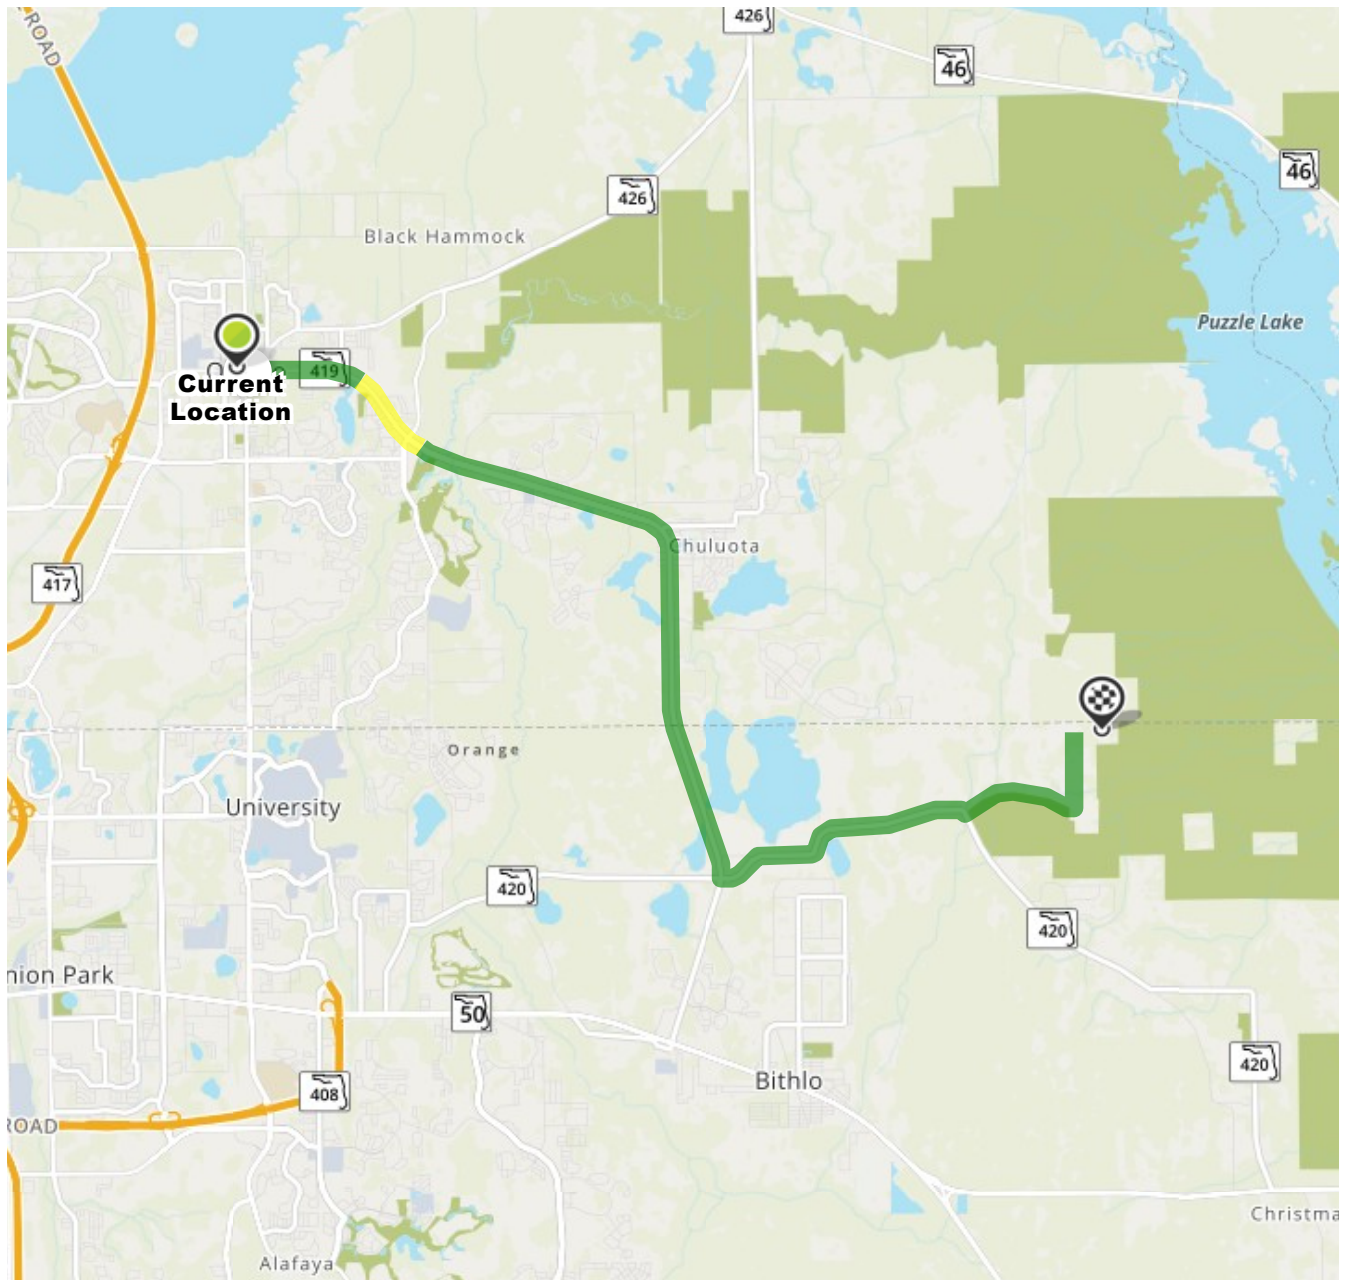 ROAD
426
46
46
426
Black Hammock
Puzzle Lake
419
Current
Location
Chuluota
417
Orange
University
420
420
nion Park
50
420
Bithlo
408
ROAD
Christma
Alafaya